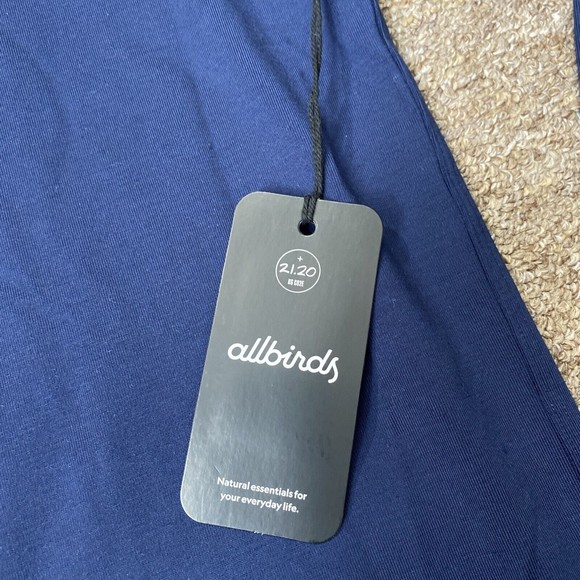 +
21.20
KG CO2E
allbirds
Natural essentials for
your everyday life.